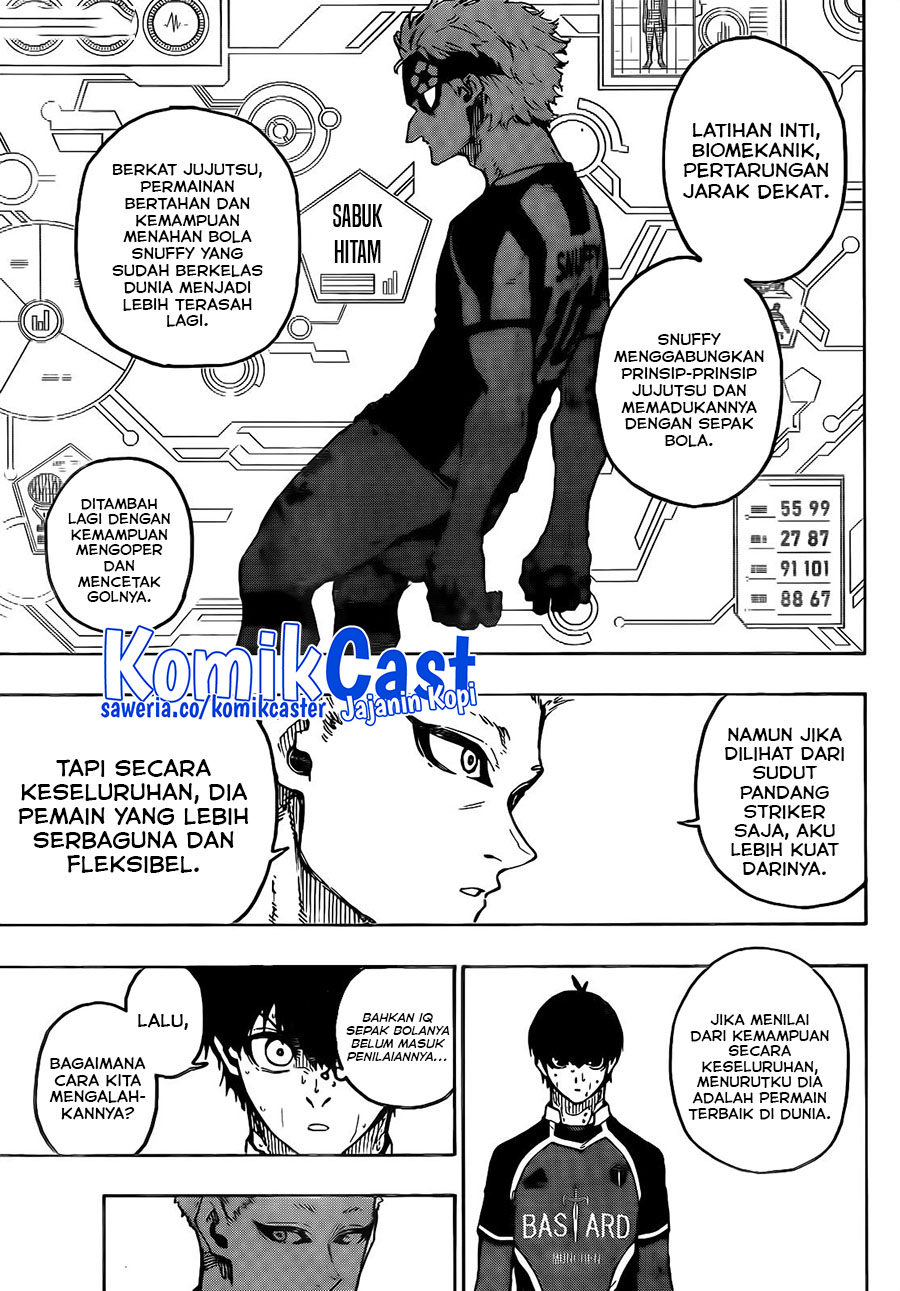 LATIHAN INTI,
BIOMEKANIK,
PERTARUNGAN
JARAK DEKAT.
SNUFFY
MENGGABUNGKAN
PRINSIP-PRINSIP
JUJUTSU DAN
MEMADUKANNYA
DENGAN SEPAK
BOLA.
SNUFFY
SABUK
HITAM
BERKAT JUJUTSU,
PERMAINAN
BERTAHAN DAN
KEMAMPUAN
MENAHAN BOLA
SNUFFY YANG
SUDAH BERKELAS
DUNIA MENJADI
LEBIH TERASAH
LAGI.
DITAMBAH
LAGI DENGAN
KEMAMPUAN
MENGOPER
DAN
MENCETAK
GOLNYA.
55 99
27 87
91 101
88 67
KomikCast
saweria.co/komikcaster Jajanin Kopi
NAMUN JIKA
DILIHAT DARI
SUDUT
PANDANG
STRIKER
SAJA, AKU
LEBIH KUAT
DARINYA.
TAPI SECARA
KESELURUHAN, DIA
PEMAIN YANG LEBIH
SERBAGUNA DAN
FLEKSIBEL.
JIKA MENILAI
DARI KEMAMPUAN
SECARA
KESELURUHAN,
MENURUTKU DIA
ADALAH PERMAIN
TERBAIK DI DUNIA.
BASTARD
MÜNCHEN
BAHKAN IQ
SEPAK BOLANYA
BELUM MASUK
PENILAIANNYA...
LALU,
BAGAIMANA
CARA KITA
MENGALAH-
KANNYA?